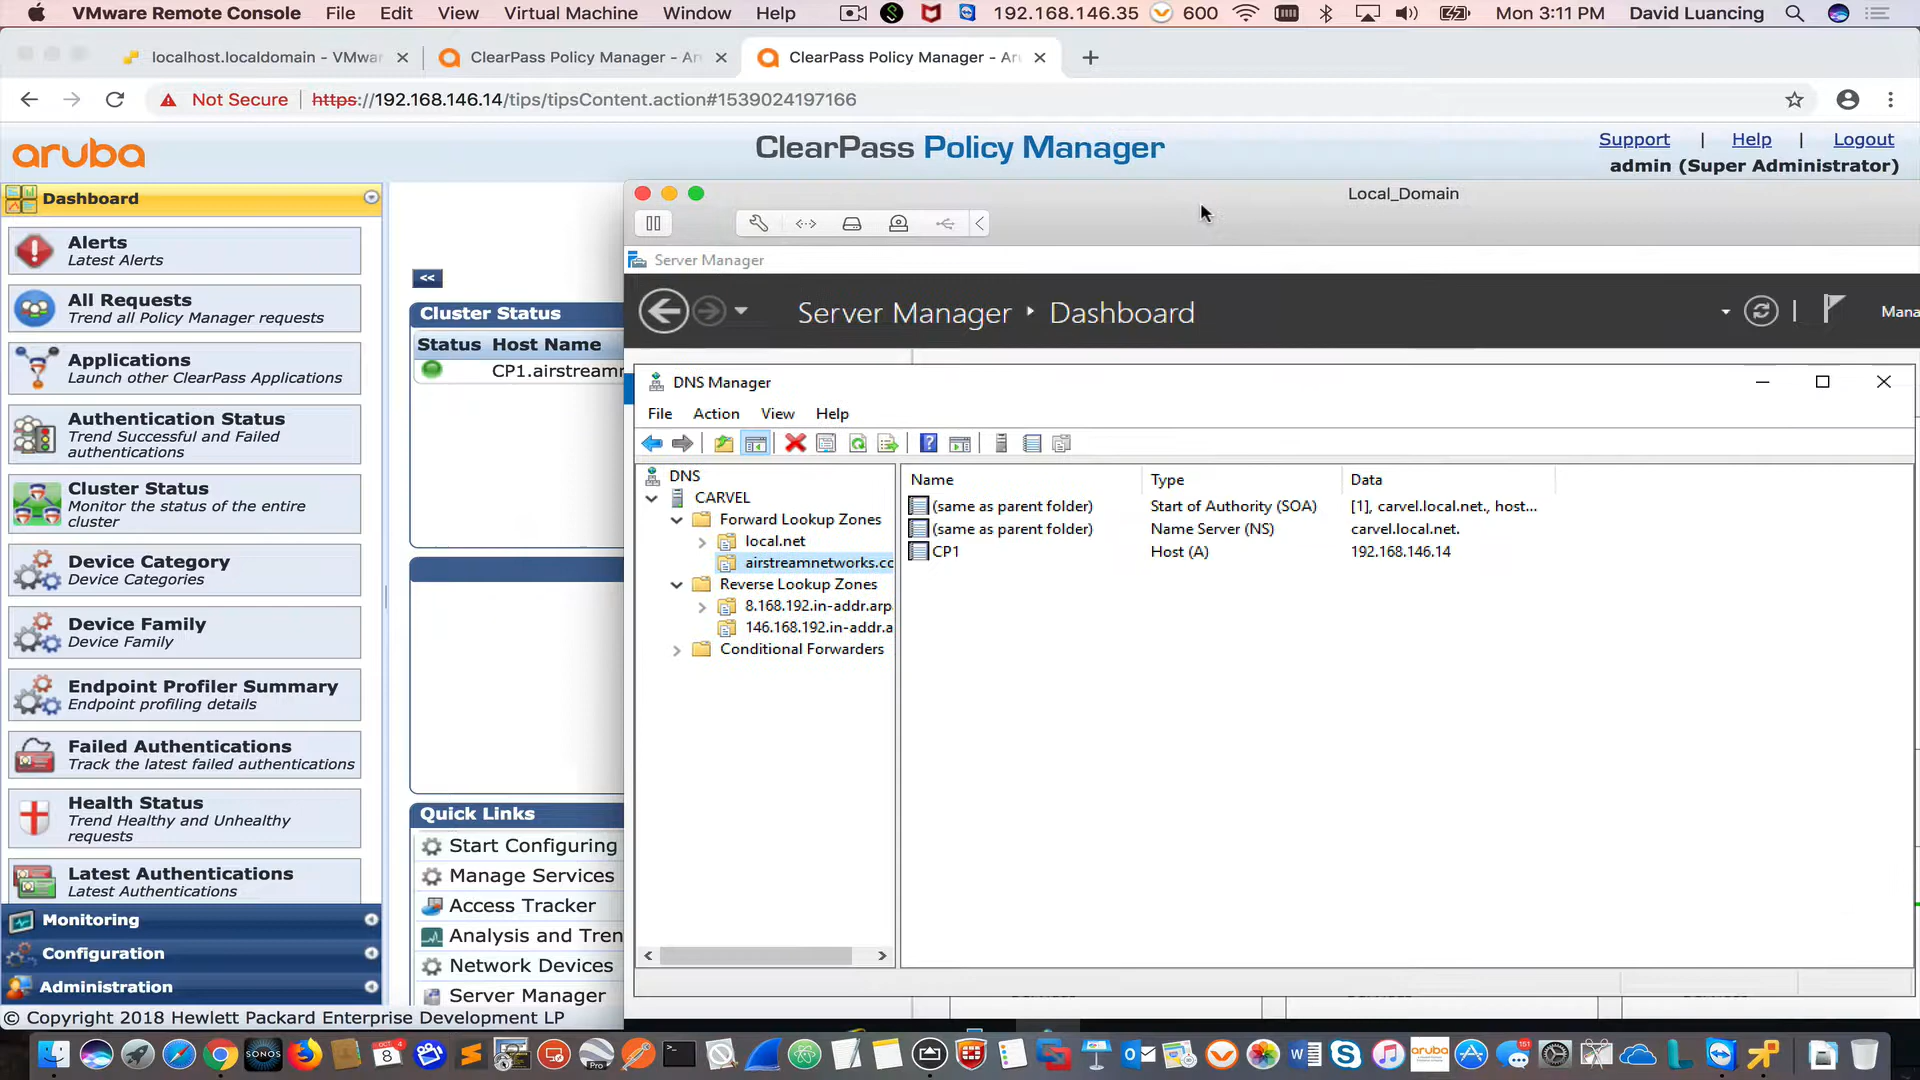 VMware Remote Console File Edit View Virtual Machine Window Help 192.168.146.35 600 Mon 3:11 PM David Luancing
localhost.localdomain - VMwa
ClearPass Policy Manager - Ar
ClearPass Policy Manager - Aru
Not Secure https://192.168.146.14/tips/tipsContent.action#1539024197166
aruba
ClearPass Policy Manager
Support | Help | Logout
admin (Super Administrator)
Dashboard
Alerts
Latest Alerts
All Requests
Trend all Policy Manager requests
Applications
Launch other ClearPass Applications
Authentication Status
Trend Successful and Failed
authentications
Cluster Status
Monitor the status of the entire
cluster
Device Category
Device Categories
Device Family
Device Family
Endpoint Profiler Summary
Endpoint profiling details
Failed Authentications
Track the latest failed authentications
Health Status
Trend Healthy and Unhealthy
requests
Latest Authentications
Latest Authentications
Monitoring
Configuration
Administration
© Copyright 2018 Hewlett Packard Enterprise Development LP
<<
Cluster Status
Status Host Name
CP1.airstream
Quick Links
Start Configuring
Manage Services
Access Tracker
Analysis and Tren
Network Devices
Server Manager
Local_Domain
Server Manager
Server Manager Dashboard
Mana
DNS Manager
File Action View Help
DNS
CARVEL
Forward Lookup Zones
local.net
airstreamnetworks.cc
Reverse Lookup Zones
8.168.192.in-addr.arp
146.168.192.in-addr.a
Conditional Forwarders
Name Type Data
(same as parent folder) Start of Authority (SOA) [1], carvel.local.net., host...
(same as parent folder) Name Server (NS) carvel.local.net.
CP1 Host (A) 192.168.146.14
SONOS
OCT
8
4
Pro
aruba
151